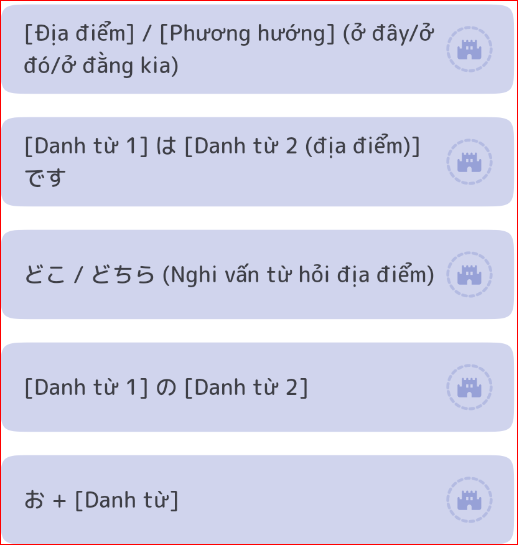 [Địa điểm] / [Phương hướng] (ở đây/ở
đó/ở đằng kia)
[Danh từ 1] は [Danh từ 2 (địa điểm)]
です
どこ / どちら (Nghi vấn từ hỏi địa điểm)
[Danh từ 1] の [Danh từ 2]
お + [Danh từ]